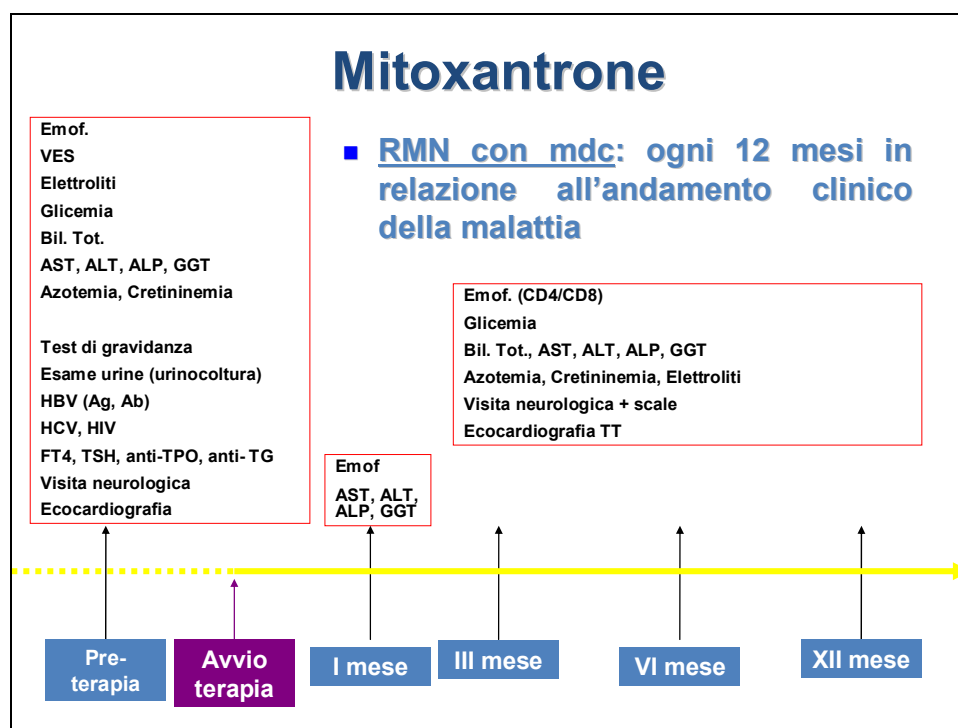 Mitoxantrone
Emof.
VES
Elettroliti
Glicemia
Bil. Tot.
AST, ALT, ALP, GGT
Azotemia, Cretininemia
Test di gravidanza
Esame urine (urinocoltura)
HBV (Ag, Ab)
HCV, HIV
FT4, TSH, anti-TPO, anti- TG
Visita neurologica
Ecocardiografia
RMN con mdc: ogni 12 mesi in
relazione all’andamento clinico
della malattia
Emof
AST, ALT,
ALP, GGT
Emof. (CD4/CD8)
Glicemia
Bil. Tot., AST, ALT, ALP, GGT
Azotemia, Cretininemia, Elettroliti
Visita neurologica + scale
Ecocardiografia TT
Pre-
terapia
Avvio
terapia
I mese
III mese
VI mese
XII mese